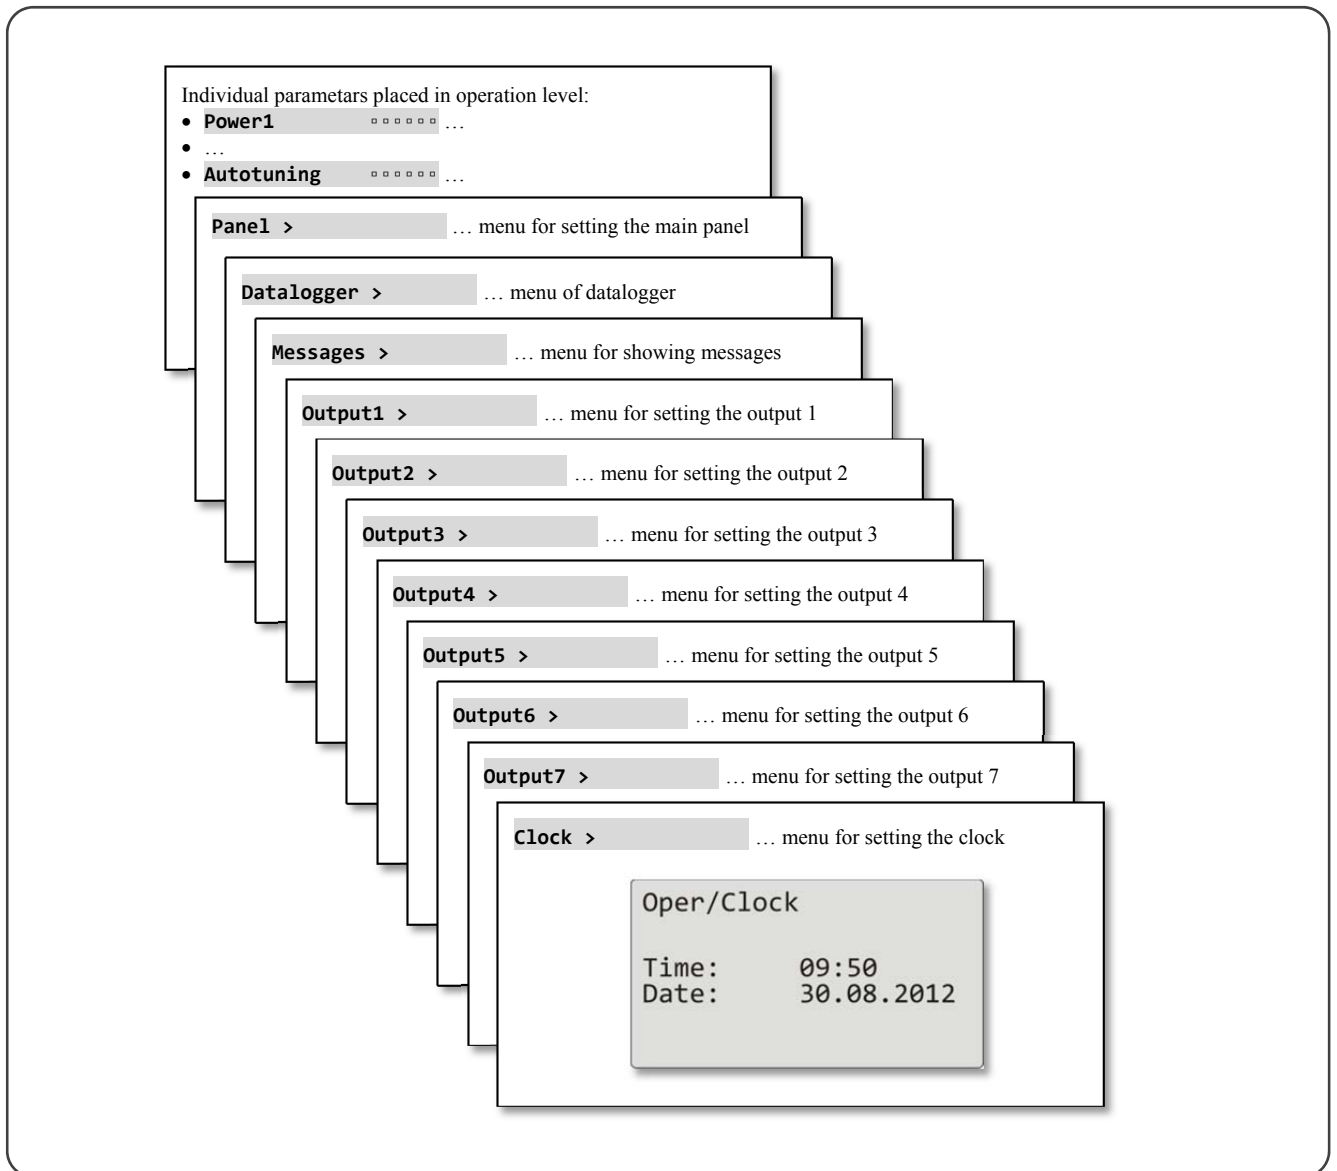 Individual parametars placed in operation level:
• Power1 ▫▫▫▫▫▫ …
• …
• Autotuning ▫▫▫▫▫▫ …
Panel > … menu for setting the main panel
Datalogger > … menu of datalogger
Messages > … menu for showing messages
Output1 > … menu for setting the output 1
Output2 > … menu for setting the output 2
Output3 > … menu for setting the output 3
Output4 > … menu for setting the output 4
Output5 > … menu for setting the output 5
Output6 > … menu for setting the output 6
Output7 > … menu for setting the output 7
Clock > … menu for setting the clock
Oper/Clock
Time: 09:50
Date: 30.08.2012